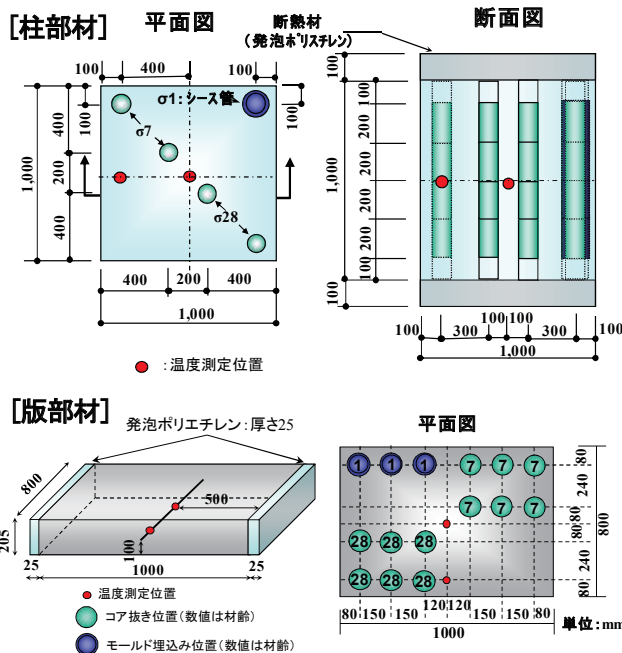 [柱部材]
平面図
断熱材
(発泡ポリスチレン)
断面図
100
400
100
σ1:シース管
100
400
100
σ7
1,000
200
σ28
400
400
200
400
1,000
100
100
200
200
1,000
200
200
100
100
100 100
100
300
300
100
1,000
:温度測定位置
[版部材]
発泡ポリエチレン:厚さ25
平面図
800
500
205
100
25
1000
25
1 1 1 7 7 7
7 7 7
28 28 28
28 28 28
80
240
80
80
240
80
800
80 150 150 120 120 150 150 80
1000
単位:mm
温度測定位置
コア抜き位置(数値は材齢)
モールド埋込み位置(数値は材齢)